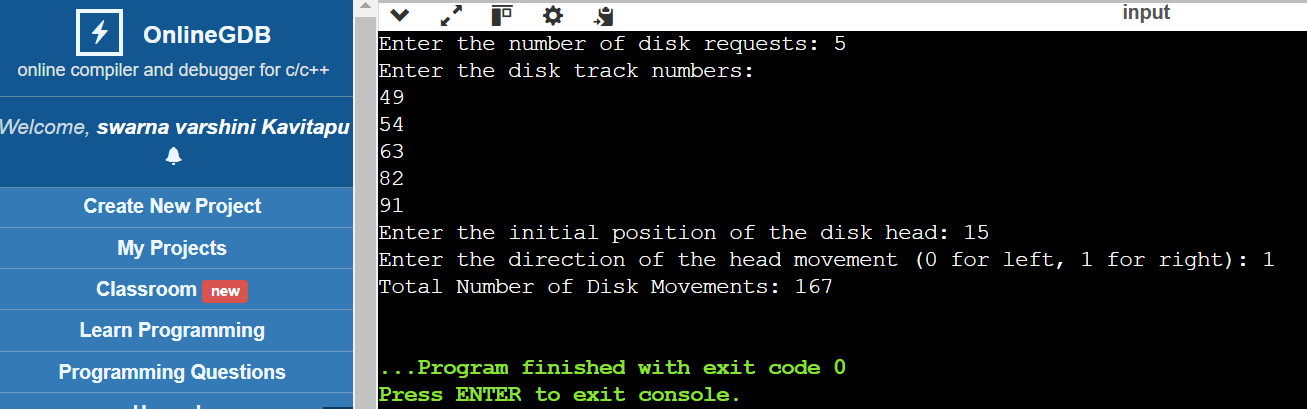 OnlineGDB
online compiler and debugger for c/c++
Welcome, swarna varshini Kavitapu
Create New Project
My Projects
Classroom new
Learn Programming
Programming Questions
input
Enter the number of disk requests: 5
Enter the disk track numbers:
49
54
63
82
91
Enter the initial position of the disk head: 15
Enter the direction of the head movement (0 for left, 1 for right): 1
Total Number of Disk Movements: 167
...Program finished with exit code 0
Press ENTER to exit console.